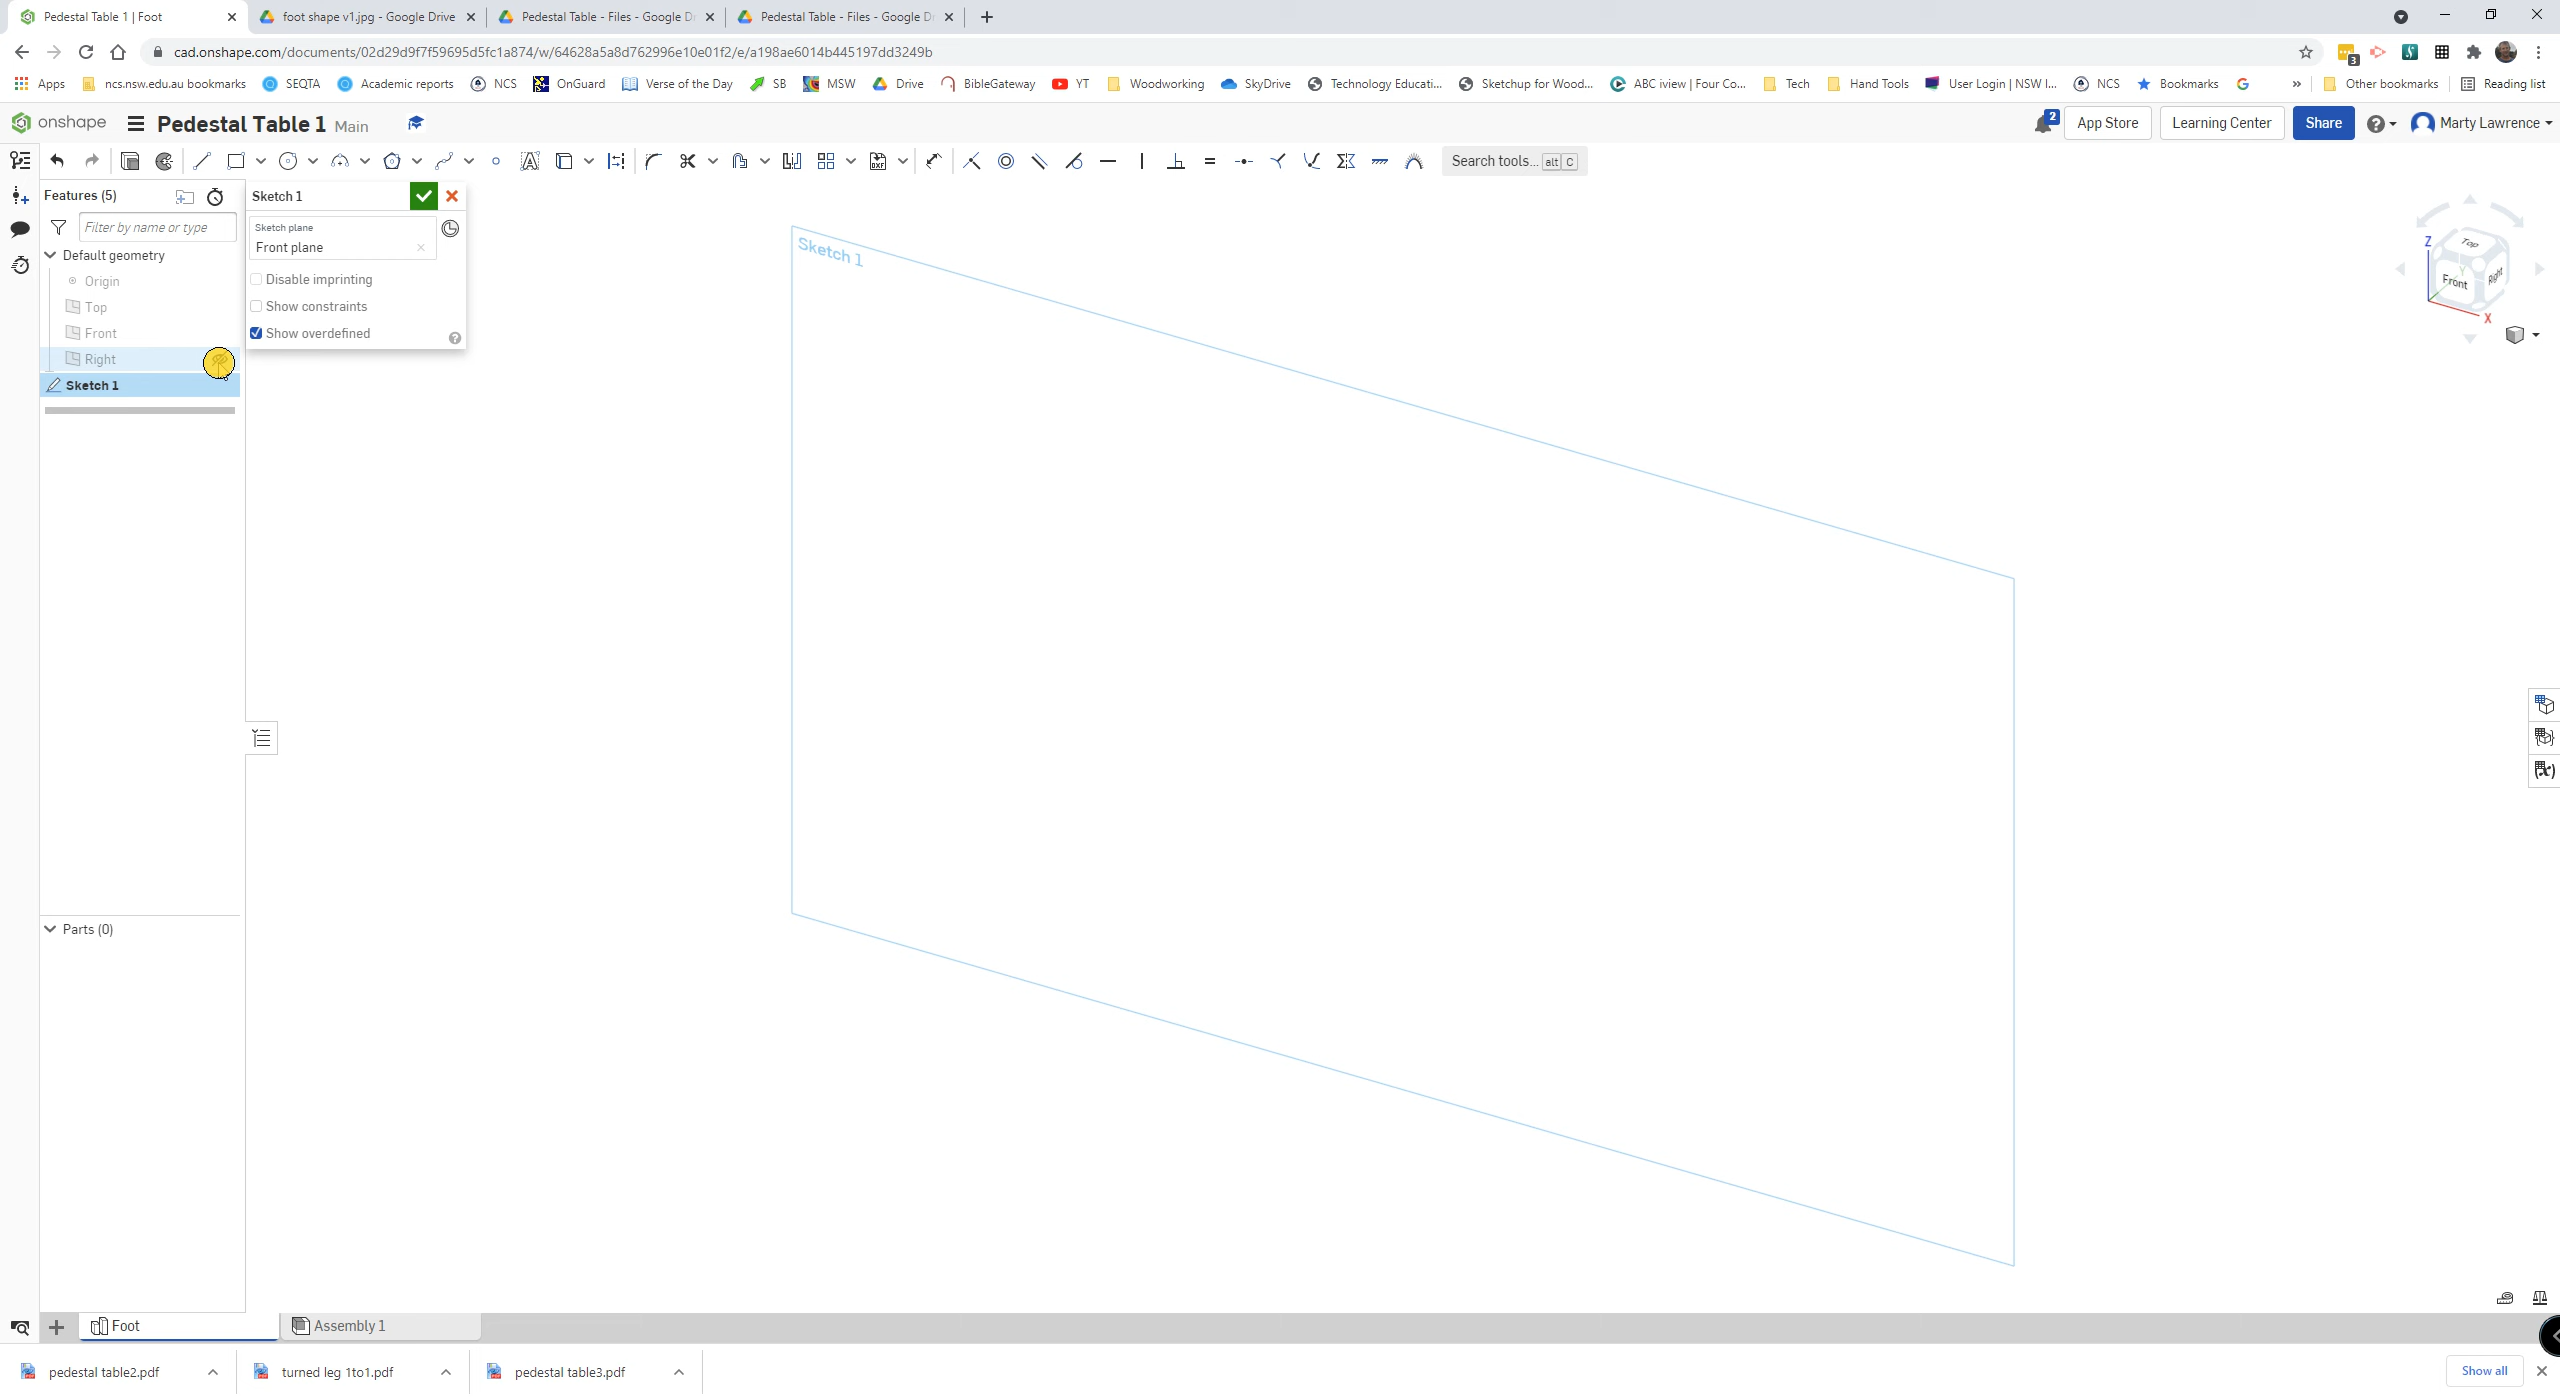 Pedestal Table 1 | Foot
foot shape v1.jpg - Google Drive
Pedestal Table - Files - Google D
Pedestal Table - Files - Google D
cad.onshape.com/documents/02d29d9f7f59695d5fc1a874/w/64628a5a8d762996e10e01f2/e/a198ae6014b445197dd3249b
3
Apps
ncs.nsw.edu.au bookmarks
SEQTA
Academic reports
NCS
OnGuard
Verse of the Day
SB
MSW
Drive
BibleGateway
YT
Woodworking
SkyDrive
Technology Educati...
Sketchup for Wood...
ABC iview | Four Co...
Tech
Hand Tools
User Login | NSW I...
NCS
Bookmarks
»
Other bookmarks
Reading list
onshape
Pedestal Table 1 Main
2
App Store
Learning Center
Share
Marty Lawrence
Search tools... alt C
Features (5)
Filter by name or type
Default geometry
Origin
Top
Front
Right
Sketch 1
Sketch 1
Sketch plane
Front plane
Disable imprinting
Show constraints
Show overdefined
Sketch 1
Z
Top
Y
Front
Right
X
Parts (0)
Foot
Assembly 1
pedestal table2.pdf
turned leg 1to1.pdf
pedestal table3.pdf
Show all